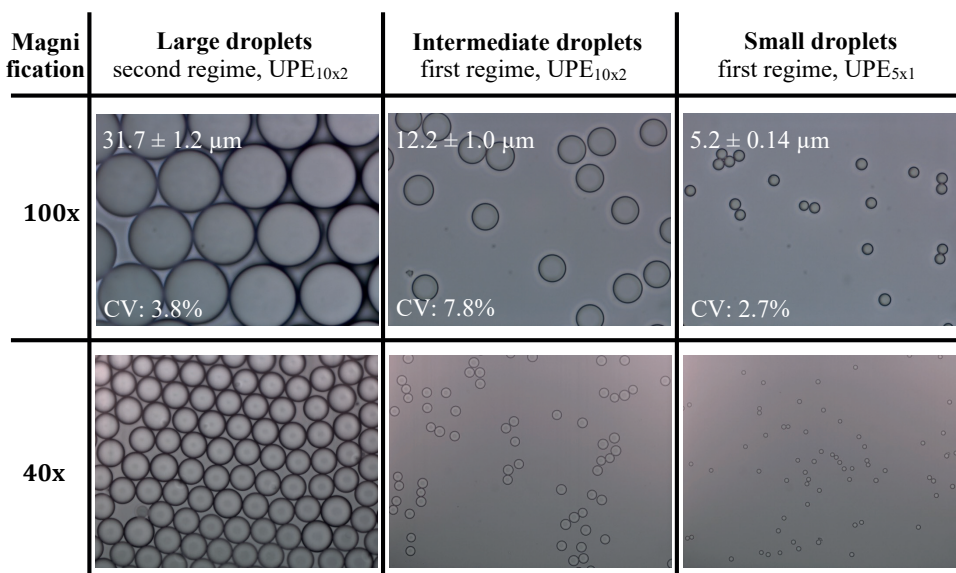 Magni
fication
Large droplets
second regime, UPE10x2
Intermediate droplets
first regime, UPE10x2
Small droplets
first regime, UPE5x1
100x
31.7 ± 1.2 µm
CV: 3.8%
12.2 ± 1.0 µm
CV: 7.8%
5.2 ± 0.14 µm
CV: 2.7%
40x